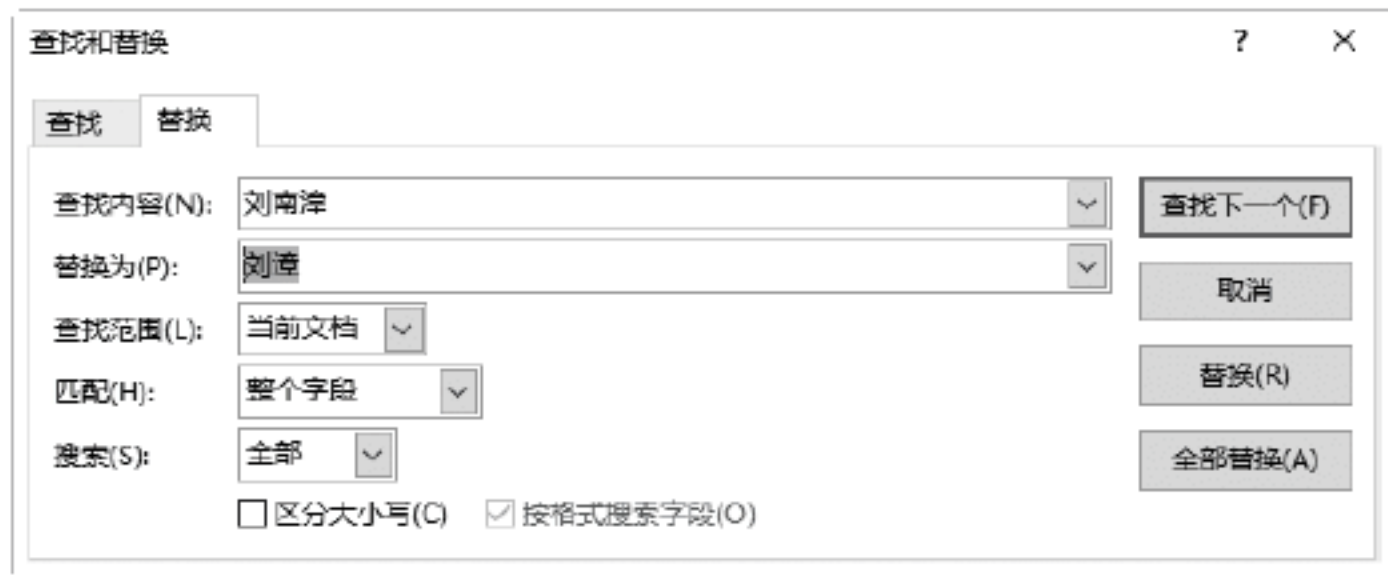 查找和替换 ? ×
查找 替换
查找内容(N): 刘南漳 查找下一个(F)
替换为(P): 刘漳
取消
查找范围(L): 当前文档
匹配(H): 整个字段 替换(R)
搜索(S): 全部 全部替换(A)
区分大小写(C) 按格式搜索字段(O)